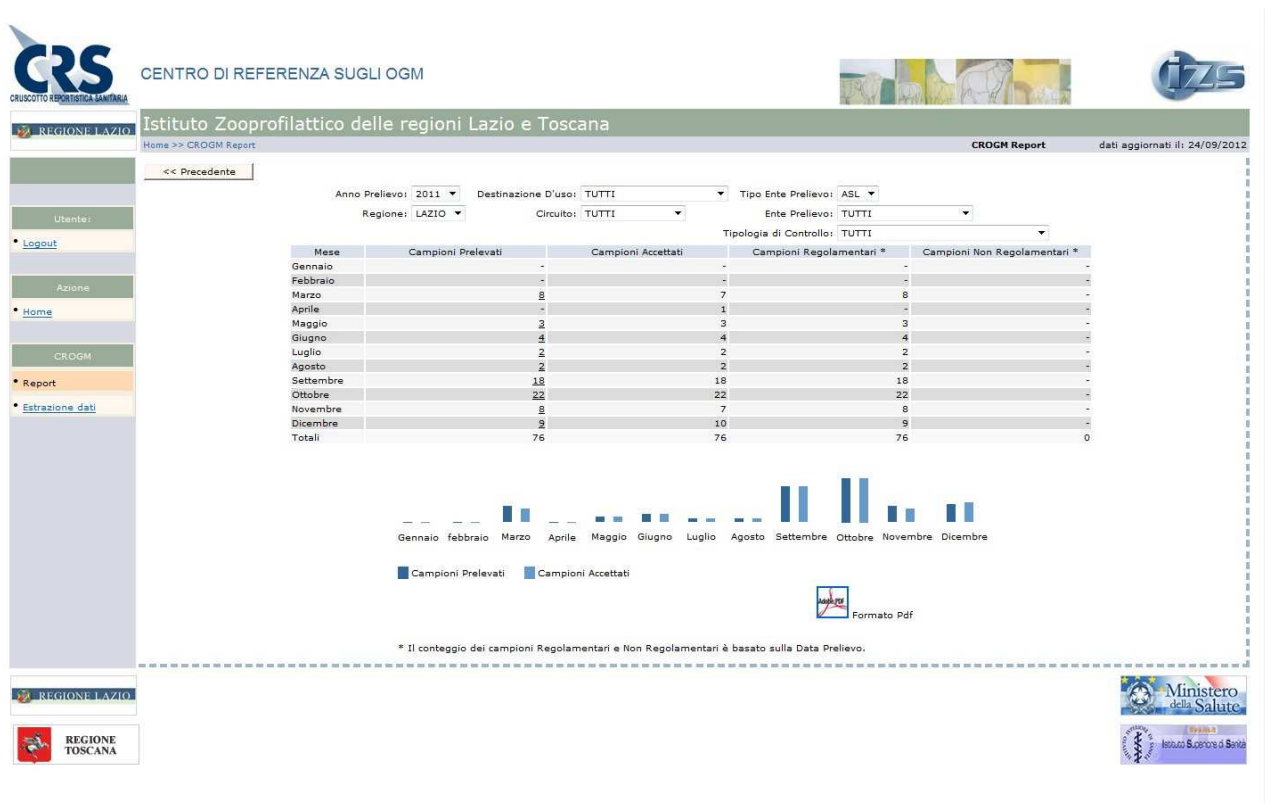 CRS
CRUSCOTTO REPORTISTICA SANITARIA
CENTRO DI REFERENZA SUGLI OGM
izs
REGIONE LAZIO
Istituto Zooprofilattico delle regioni Lazio e Toscana
Home >> CROGM Report CROGM Report dati aggiornati il: 24/09/2012
<< Precedente
Anno Prelievo: 2011 Destinazione D'uso: TUTTI Tipo Ente Prelievo: ASL
Regione: LAZIO Circuito: TUTTI Ente Prelievo: TUTTI
Tipologia di Controllo: TUTTI
Utente:
Logout
Azione
Home
CROGM
Report
Estrazione dati
Mese Campioni Prelevati Campioni Accettati Campioni Regolamentari * Campioni Non Regolamentari *
Gennaio - - - -
Febbraio - - - -
Marzo 8 7 8 -
Aprile - 1 - -
Maggio 3 3 3 -
Giugno 4 4 4 -
Luglio 2 2 2 -
Agosto 2 2 2 -
Settembre 18 18 18 -
Ottobre 22 22 22 -
Novembre 8 7 8 -
Dicembre 9 10 9 -
Totali 76 76 76 0
Gennaio febbraio Marzo Aprile Maggio Giugno Luglio Agosto Settembre Ottobre Novembre Dicembre
Campioni Prelevati Campioni Accettati
Adobe PDF
Formato Pdf
* Il conteggio dei campioni Regolamentari e Non Regolamentari è basato sulla Data Prelievo.
REGIONE LAZIO
Ministero
della Salute
REGIONE
TOSCANA
Istituto Superiore di Sanità